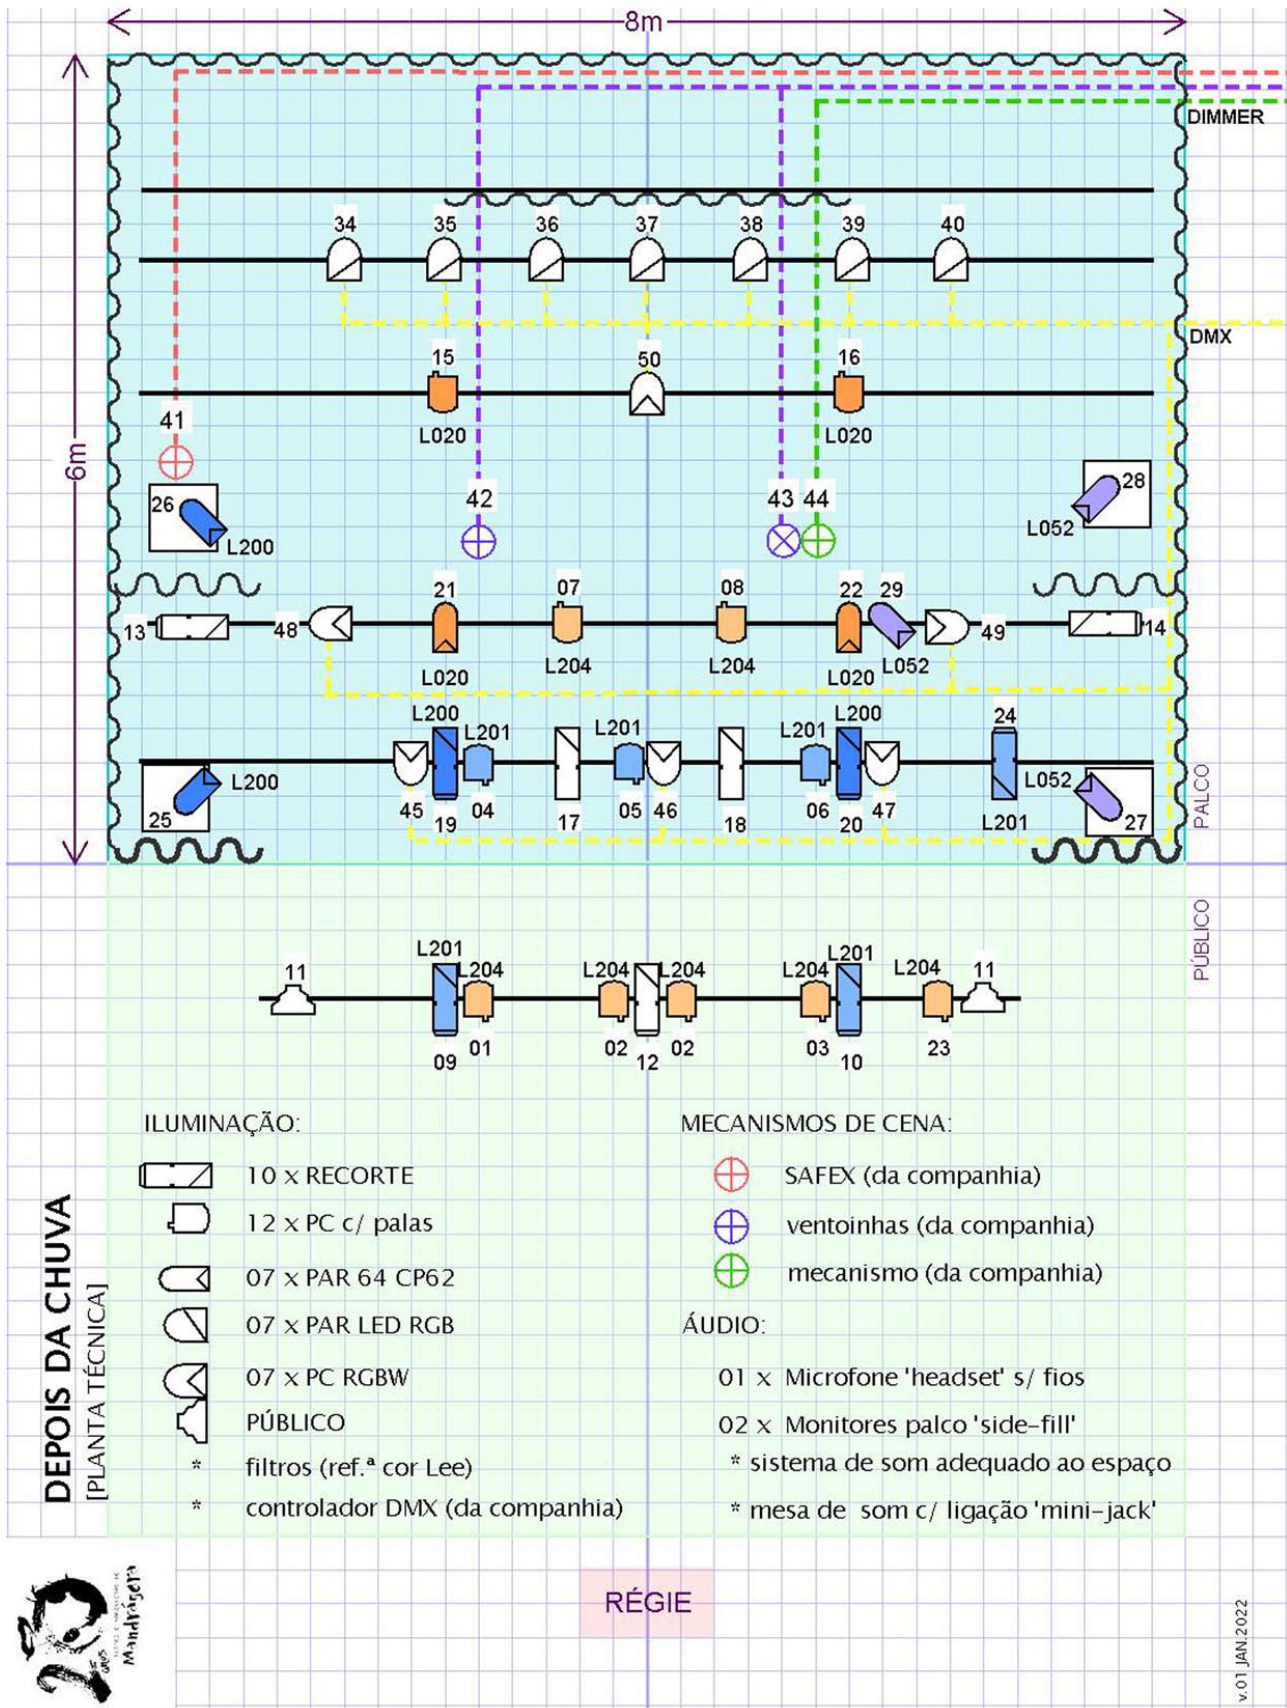 8m
DIMMER
34 35 36 37 38 39 40
DMX
15 50 16
L020 L020
41
6m
42 43 44
26 28
L200 L052
13 48 21 07 08 22 29 49 14
L020 L204 L204 L020 L052
L200 L201 L201 L200 24
L200 L052
25 45 04 05 46 06 47 27
19 17 18 20 L201
PALCO
PÚBLICO
L201 L201
11 L204 L204 L204 L204 L204 11
01 02 02 03 23
09 12 10
ILUMINAÇÃO:
10 x RECORTE
12 x PC c/ palas
07 x PAR 64 CP62
07 x PAR LED RGB
07 x PC RGBW
PÚBLICO
* filtros (ref.ª cor Lee)
* controlador DMX (da companhia)
MECANISMOS DE CENA:
SAFEX (da companhia)
ventoinhas (da companhia)
mecanismo (da companhia)
ÁUDIO:
01 x Microfone 'headset' s/ fios
02 x Monitores palco 'side-fill'
* sistema de som adequado ao espaço
* mesa de som c/ ligação 'mini-jack'
DEPOIS DA CHUVA
[PLANTA TÉCNICA]
anos
Mandrágora
RÉGIE
v.01 JAN.2022